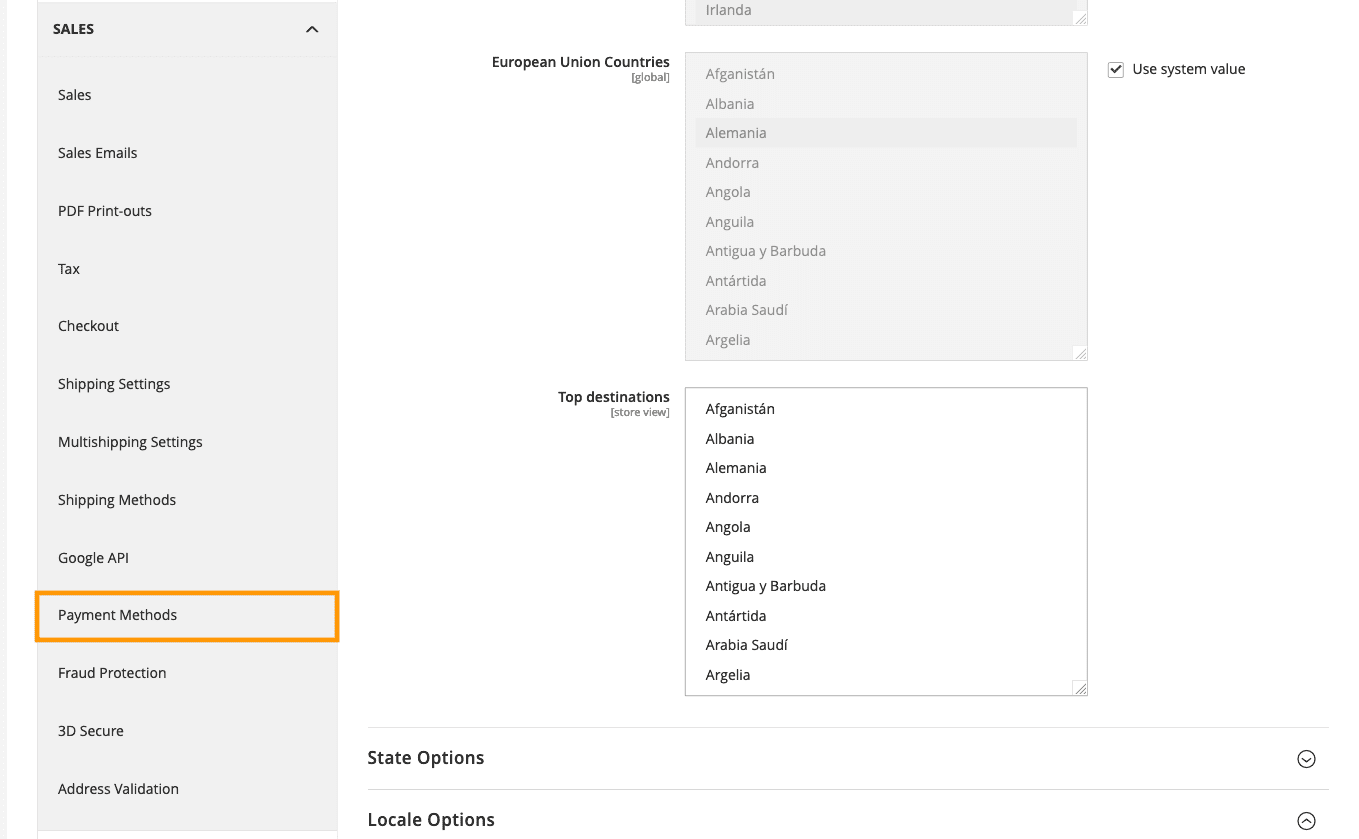 SALES
Sales
Sales Emails
PDF Print-outs
Tax
Checkout
Shipping Settings
Multishipping Settings
Shipping Methods
Google API
Payment Methods
Fraud Protection
3D Secure
Address Validation
Irlanda
European Union Countries
[global]
Afganistán
Albania
Alemania
Andorra
Angola
Anguila
Antigua y Barbuda
Antártida
Arabia Saudí
Argelia
Use system value
Top destinations
[store view]
Afganistán
Albania
Alemania
Andorra
Angola
Anguila
Antigua y Barbuda
Antártida
Arabia Saudí
Argelia
State Options
Locale Options